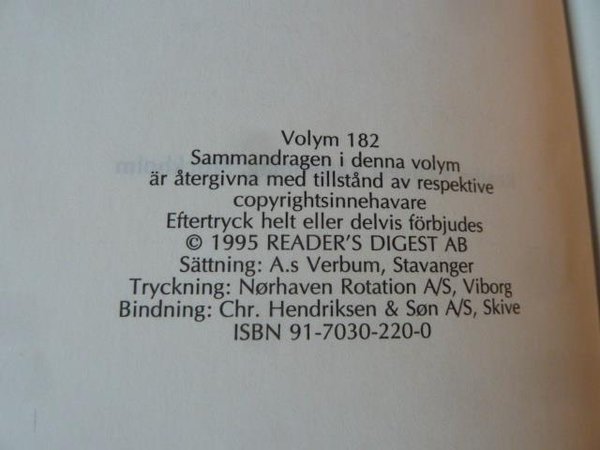 Volym 182
Sammandragen i denna volym
är återgivna med tillstånd av respektive
copyrightsinnehavare
Eftertryck helt eller delvis förbjudes
© 1995 READER'S DIGEST AB
Sättning: A.s Verbum, Stavanger
Tryckning: Nørhaven Rotation A/S, Viborg
Bindning: Chr. Hendriksen & Søn A/S, Skive
ISBN 91-7030-220-0